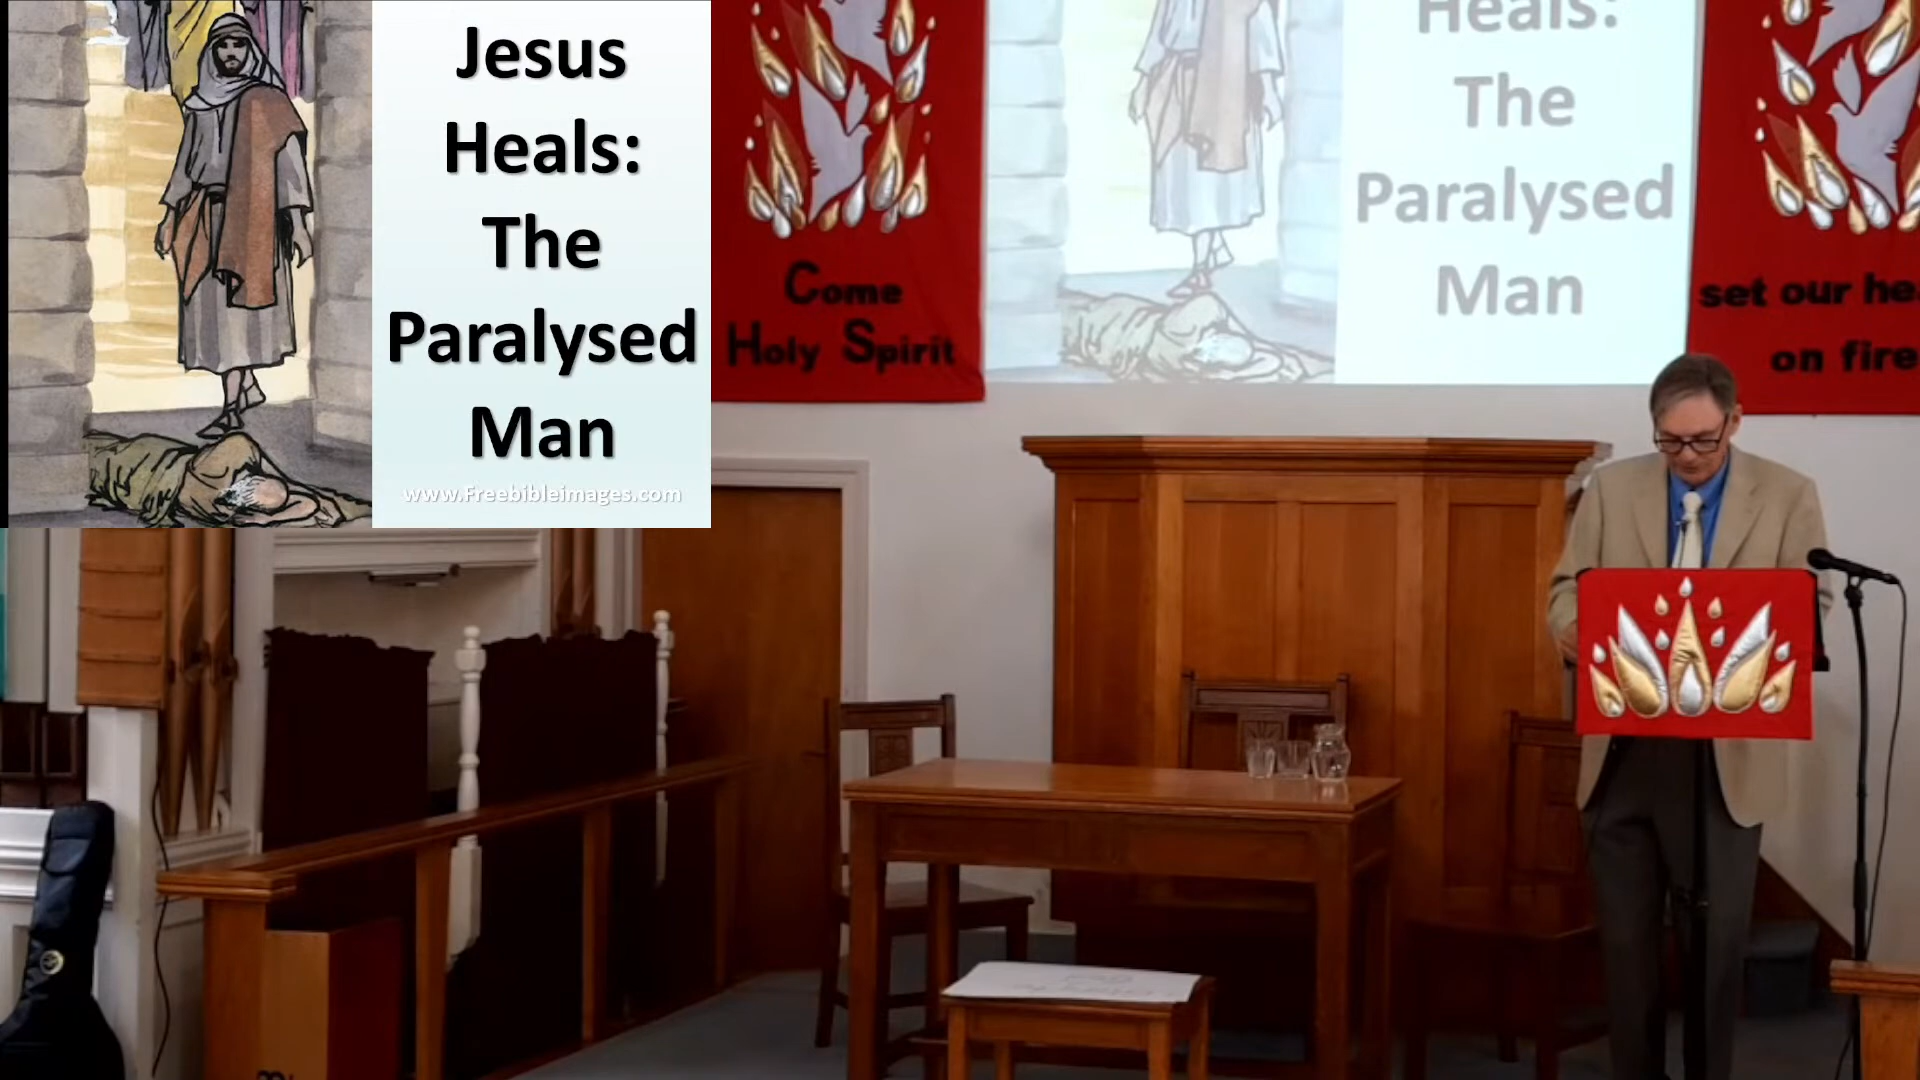 Jesus
Heals:
The
Paralysed
Man
www.Freebibleimages.com
Come
Holy Spirit
Heals:
The
Paralysed
Man
set our hea
on fire